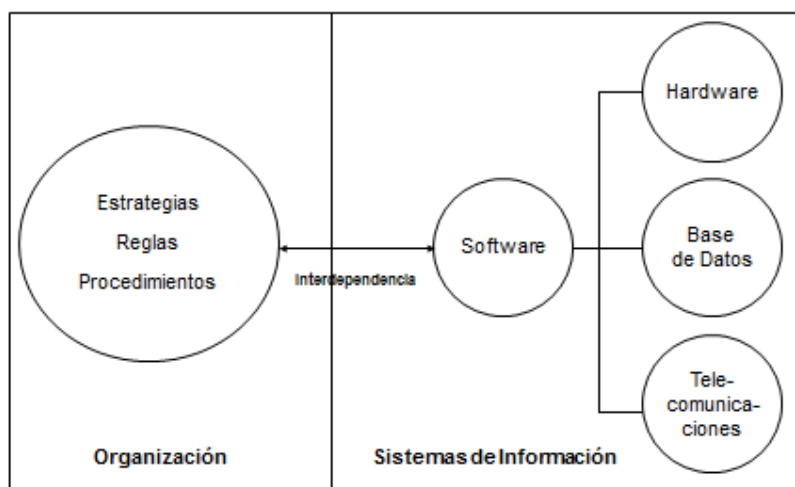 Estrategias
Reglas
Procedimientos
Interdependencia
Software
Hardware
Base
de Datos
Tele-
comunica-
ciones
Organización
Sistemas de Información